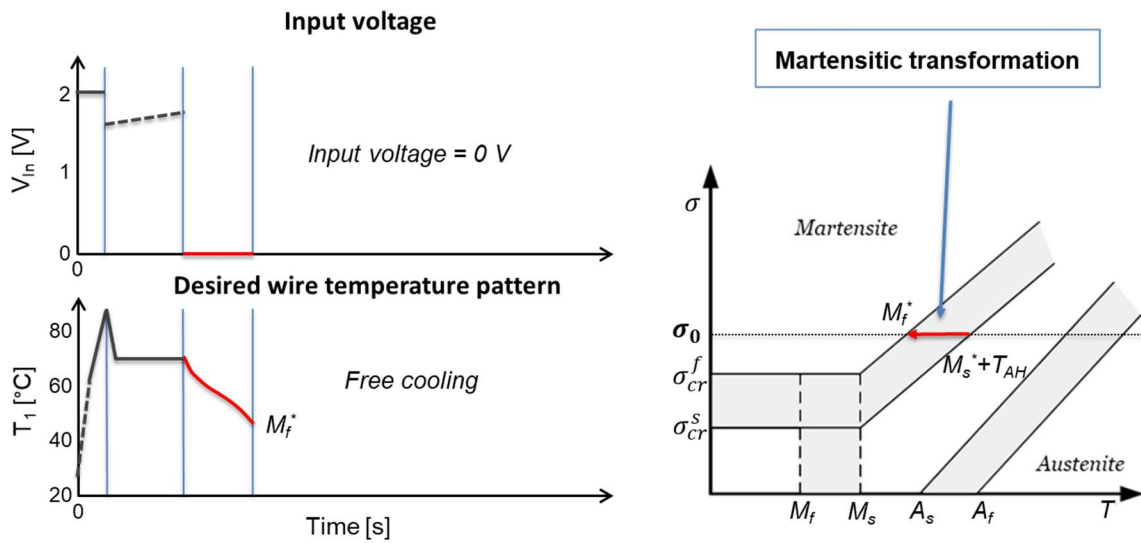 Input voltage
V_In [V]
2
1
0
0
Input voltage = 0 V
Desired wire temperature pattern
T_1 [°C]
80
60
40
20
0
Free cooling
M_f^*
Time [s]
Martensitic transformation
σ
Martensite
M_f^*
σ_0
M_s^*+T_AH
σ_cr^f
σ_cr^s
Austenite
M_f
M_s
A_s
A_f
T